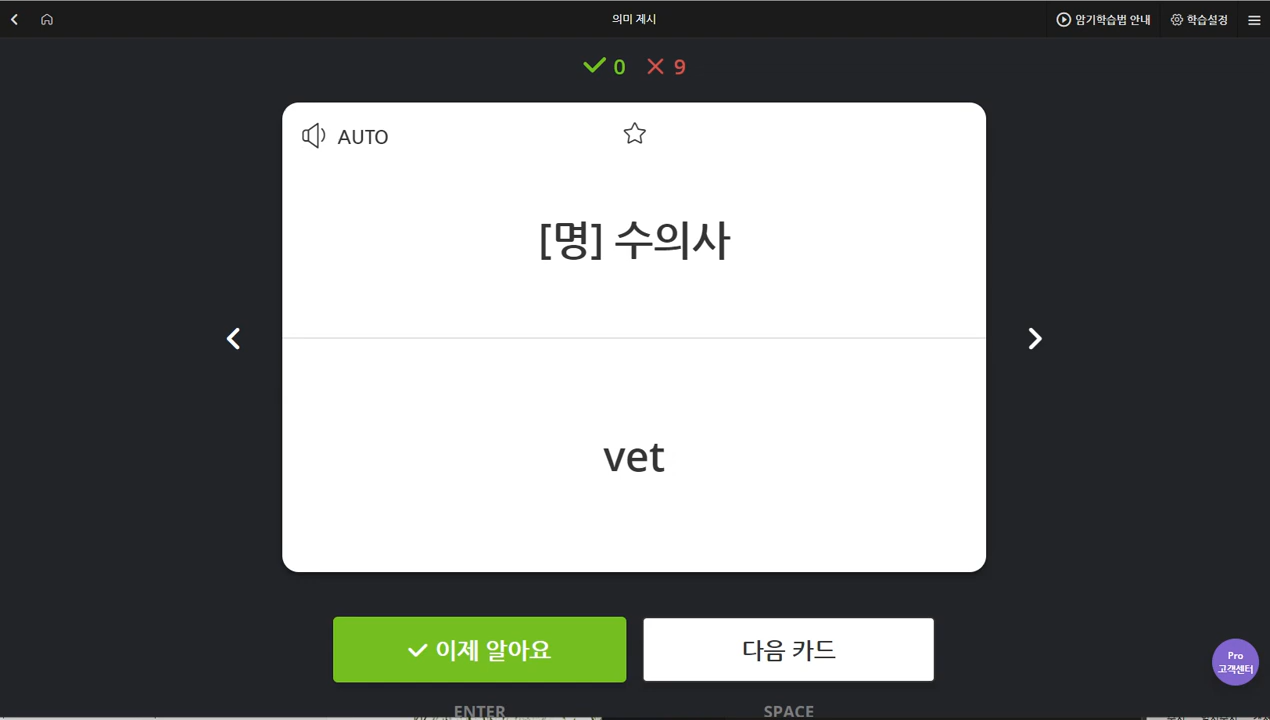 의미 제시
암기학습법 안내
학습설정
0
9
AUTO
[명] 수의사
vet
이제 알아요
다음 카드
ENTER
SPACE
Pro
고객센터